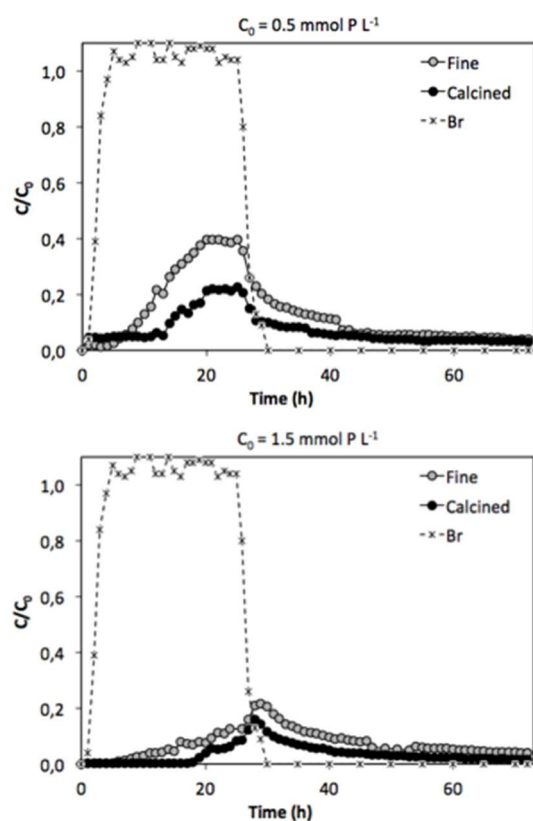 C₀ = 0.5 mmol P L⁻¹
1,0
0,8
0,6
0,4
0,2
0,0
C/C₀
Fine
Calcined
Br
0
20
40
60
Time (h)
C₀ = 1.5 mmol P L⁻¹
1,0
0,8
0,6
0,4
0,2
0,0
C/C₀
Fine
Calcined
Br
0
20
40
60
Time (h)